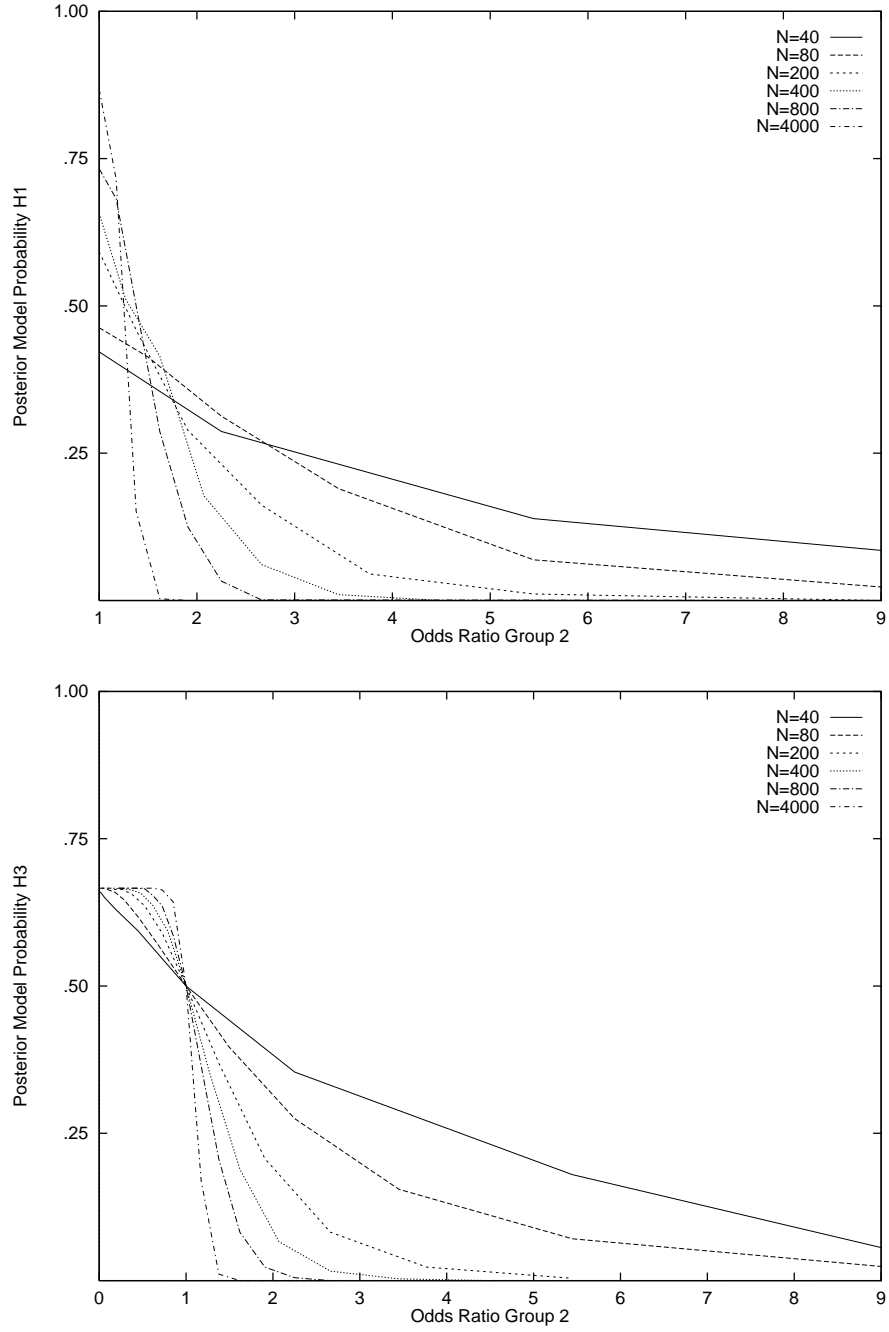 1.00
.75
.50
.25
Posterior Model Probability H1
N=40
N=80
N=200
N=400
N=800
N=4000
1 2 3 4 5 6 7 8 9
Odds Ratio Group 2
1.00
.75
.50
.25
Posterior Model Probability H3
N=40
N=80
N=200
N=400
N=800
N=4000
0 1 2 3 4 5 6 7 8 9
Odds Ratio Group 2